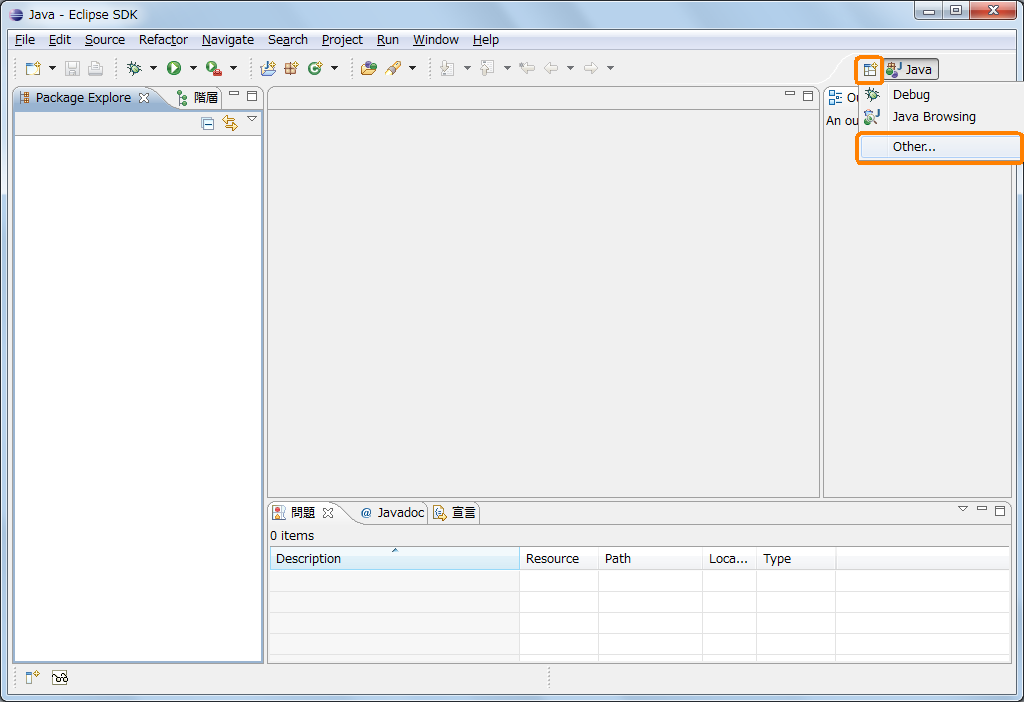 Java - Eclipse SDK
File Edit Source Refactor Navigate Search Project Run Window Help
Java
Package Explore 階層
Debug
An ou
Java Browsing
Other...
問題 @ Javadoc 宣言
0 items
Description Resource Path Loca... Type